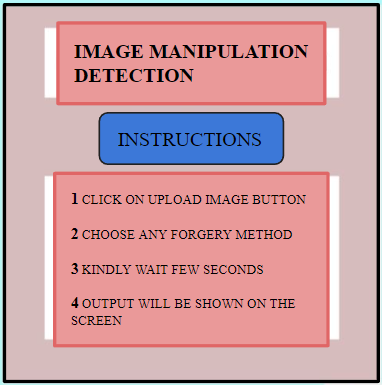 IMAGE MANIPULATION
DETECTION
INSTRUCTIONS
1 CLICK ON UPLOAD IMAGE BUTTON
2 CHOOSE ANY FORGERY METHOD
3 KINDLY WAIT FEW SECONDS
4 OUTPUT WILL BE SHOWN ON THE
SCREEN